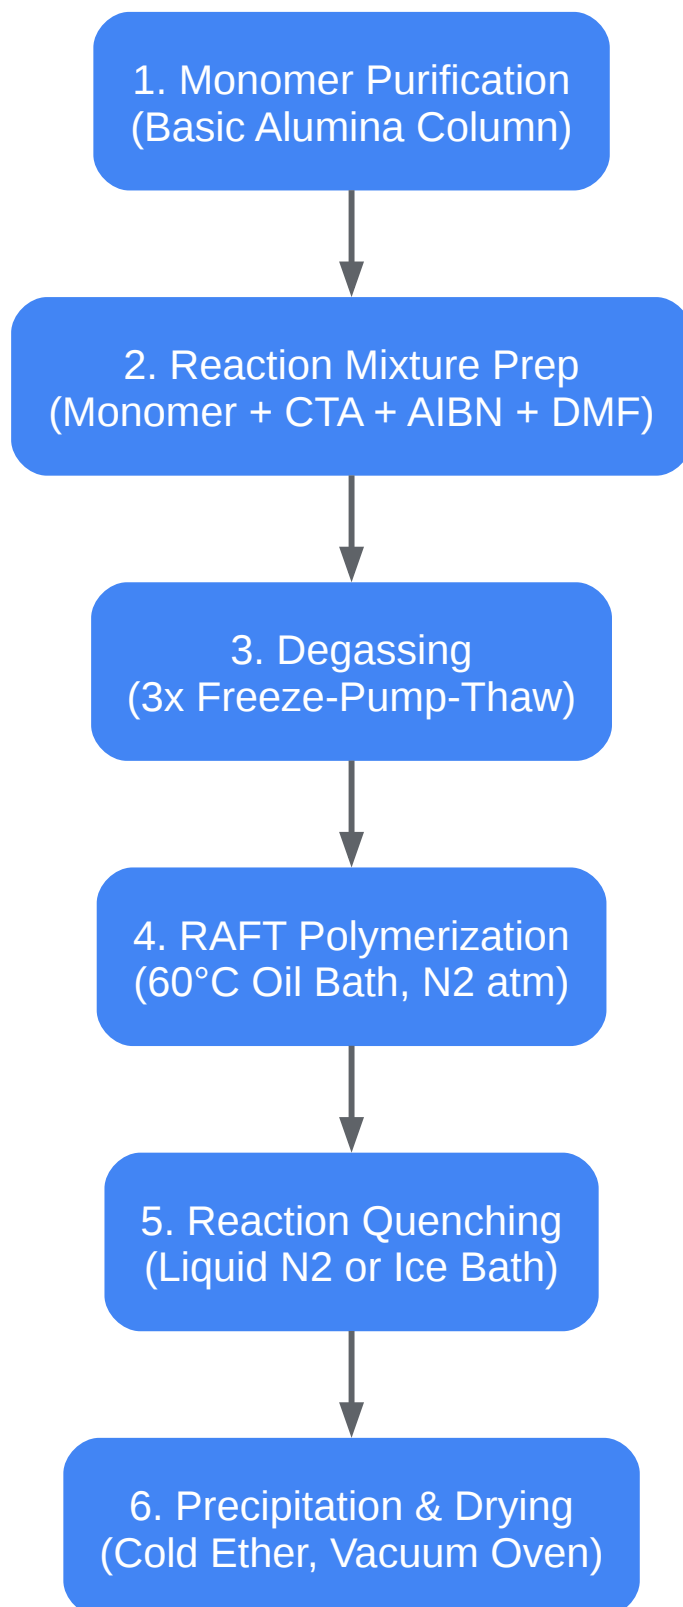 1. Monomer Purification
(Basic Alumina Column)
2. Reaction Mixture Prep
(Monomer + CTA + AIBN + DMF)
3. Degassing
(3x Freeze-Pump-Thaw)
4. RAFT Polymerization
(60°C Oil Bath, N2 atm)
5. Reaction Quenching
(Liquid N2 or Ice Bath)
6. Precipitation & Drying
(Cold Ether, Vacuum Oven)